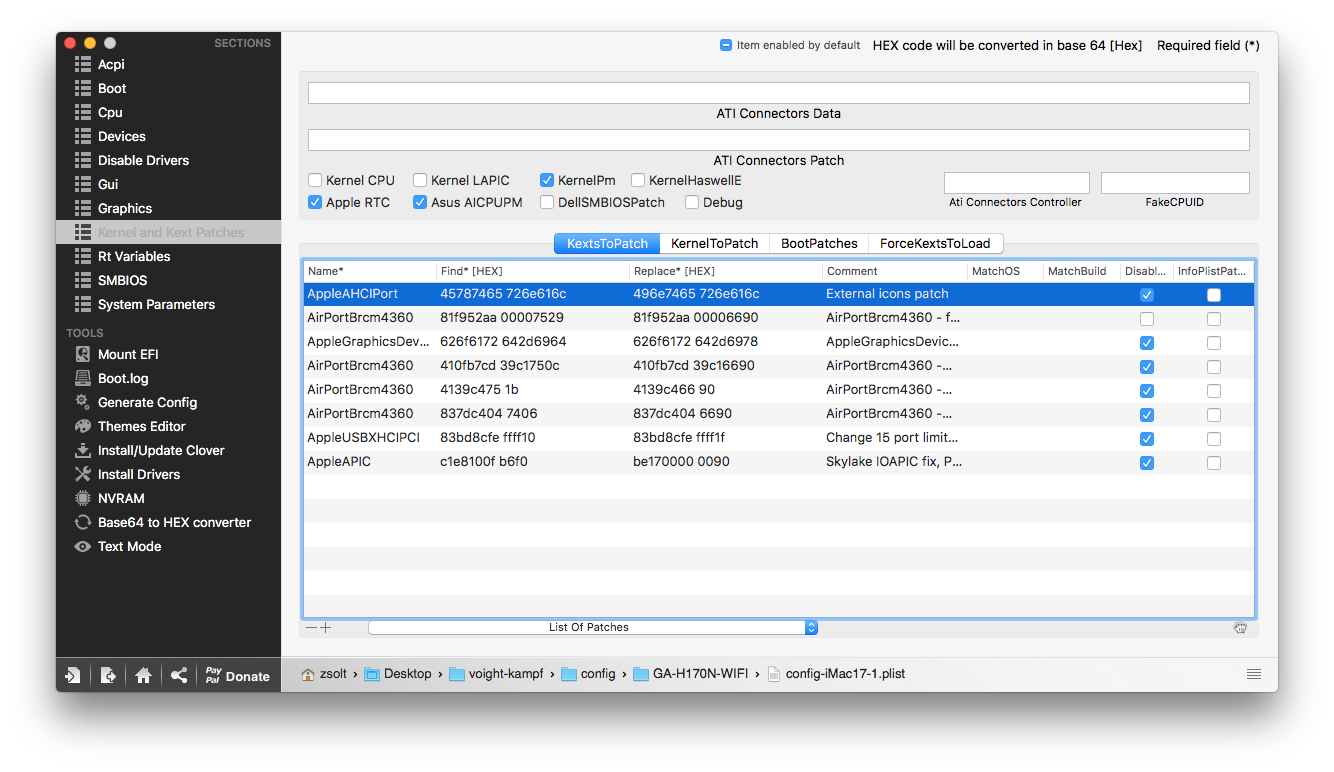 SECTIONS
Acpi
Boot
Cpu
Devices
Disable Drivers
Gui
Graphics
Kernel and Kext Patches
Rt Variables
SMBIOS
System Parameters
TOOLS
Mount EFI
Boot.log
Generate Config
Themes Editor
Install/Update Clover
Install Drivers
NVRAM
Base64 to HEX converter
Text Mode
Pay
Pal Donate
Item enabled by default HEX code will be converted in base 64 [Hex] Required field (*)
ATI Connectors Data
ATI Connectors Patch
Kernel CPU Kernel LAPIC KernelPm KernelHaswellE
Apple RTC Asus AICPUPM DellSMBIOSPatch Debug
Ati Connectors Controller FakeCPUID
KextsToPatch KernelToPatch BootPatches ForceKextsToLoad
Name* Find* [HEX] Replace* [HEX] Comment MatchOS MatchBuild Disabl... InfoPlistPat...
AppleAHCIPort 45787465 726e616c 496e7465 726e616c External icons patch
AirPortBrcm4360 81f952aa 00007529 81f952aa 00006690 AirPortBrcm4360 - f...
AppleGraphicsDev... 626f6172 642d6964 626f6172 642d6978 AppleGraphicsDevic...
AirPortBrcm4360 410fb7cd 39c1750c 410fb7cd 39c16690 AirPortBrcm4360 -...
AirPortBrcm4360 4139c475 1b 4139c466 90 AirPortBrcm4360 -...
AirPortBrcm4360 837dc404 7406 837dc404 6690 AirPortBrcm4360 -...
AppleUSBXHCIPCI 83bd8cfe ffff10 83bd8cfe ffff1f Change 15 port limit...
AppleAPIC c1e8100f b6f0 be170000 0090 Skylake IOAPIC fix, P...
List Of Patches
zsolt › Desktop › voight-kampf › config › GA-H170N-WIFI › config-iMac17-1.plist